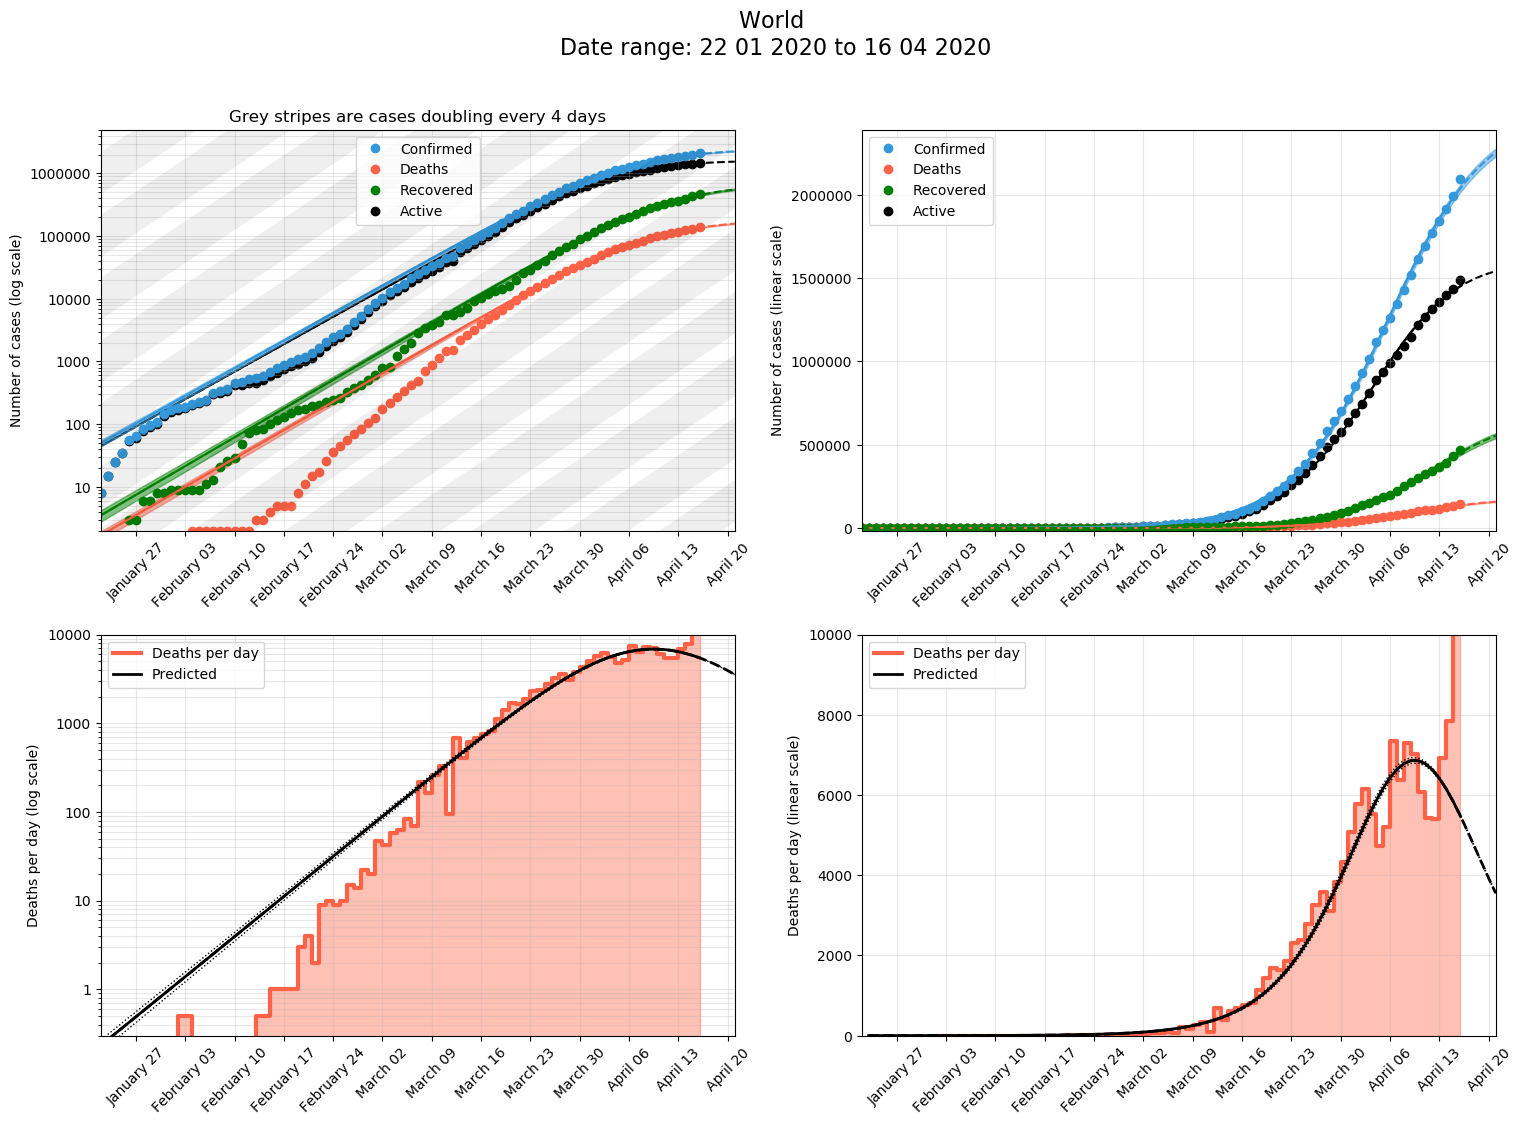 World
Date range: 22 01 2020 to 16 04 2020
Grey stripes are cases doubling every 4 days
Number of cases (log scale)
1000000
100000
10000
1000
100
10
Confirmed
Deaths
Recovered
Active
January 27
February 03
February 10
February 17
February 24
March 02
March 09
March 16
March 23
March 30
April 06
April 13
April 20
Number of cases (linear scale)
2000000
1500000
1000000
500000
0
Confirmed
Deaths
Recovered
Active
January 27
February 03
February 10
February 17
February 24
March 02
March 09
March 16
March 23
March 30
April 06
April 13
April 20
Deaths per day (log scale)
10000
1000
100
10
1
Deaths per day
Predicted
January 27
February 03
February 10
February 17
February 24
March 02
March 09
March 16
March 23
March 30
April 06
April 13
April 20
Deaths per day (linear scale)
10000
8000
6000
4000
2000
0
Deaths per day
Predicted
January 27
February 03
February 10
February 17
February 24
March 02
March 09
March 16
March 23
March 30
April 06
April 13
April 20